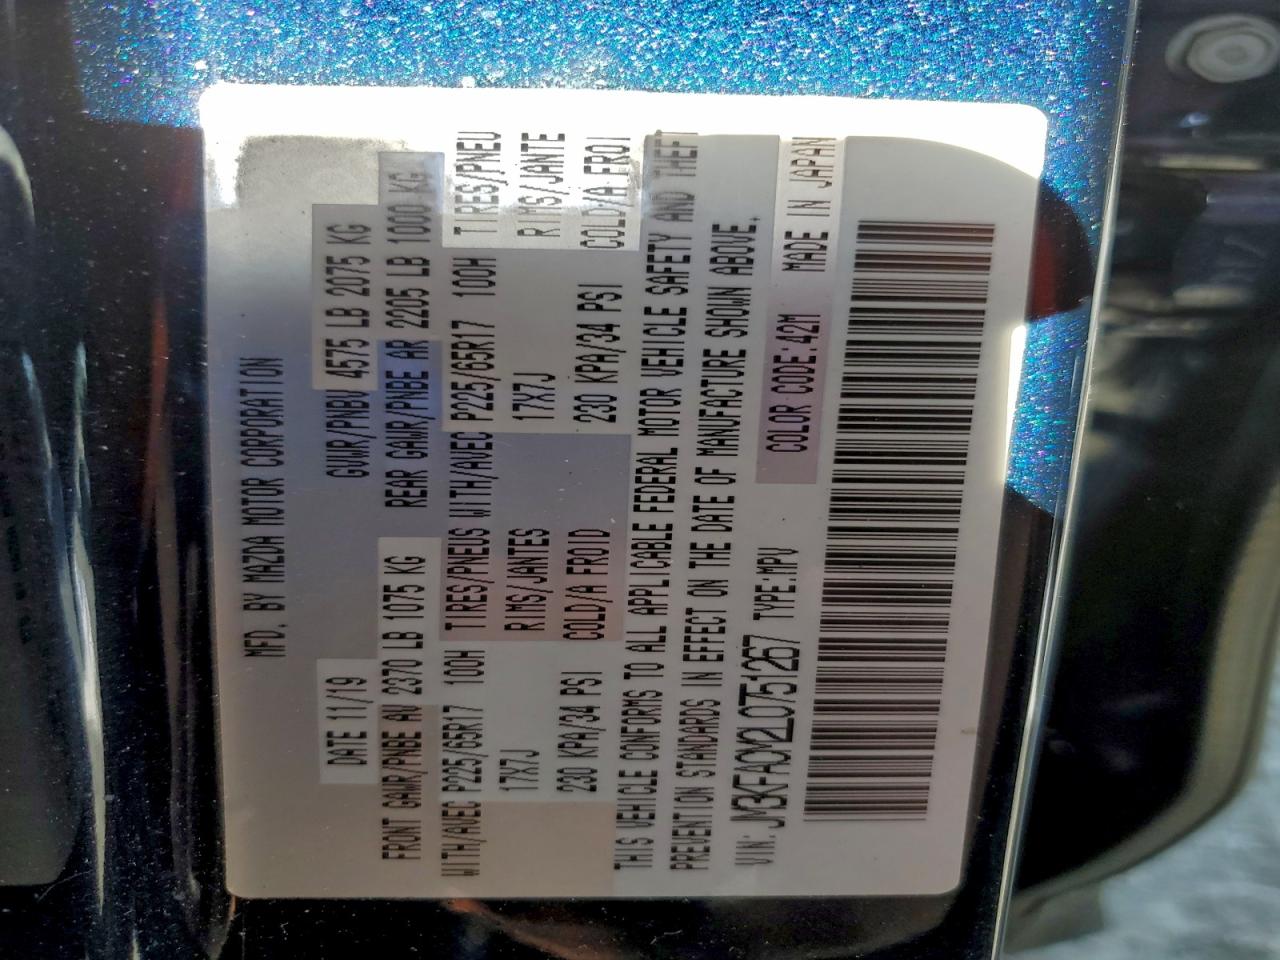 MFD. BY MAZDA MOTOR CORPORATION
DATE 11/19 GVWR/PNBV 4575 LB 2075 KG
FRONT GAWR/PNBE AV 2370 LB 1075 KG REAR GAWR/PNBE AR 2205 LB 1000 KG
WITH/AVEC P225/65R17 100H TIRES/PNEUS WITH/AVEC P225/65R17 100H TIRES/PNEU
17X7J RIMS/JANTES 17X7J RIMS/JANTE
230 KPA/34 PSI COLD/A FROID 230 KPA/34 PSI COLD/A FROI
THIS VEHICLE CONFORMS TO ALL APPLICABLE FEDERAL MOTOR VEHICLE SAFETY AND THEFT
PREVENTION STANDARDS IN EFFECT ON THE DATE OF MANUFACTURE SHOWN ABOVE.
VIN: JM3KFADY2L0751267 TYPE:MPV COLOR CODE:42M MADE IN JAPAN